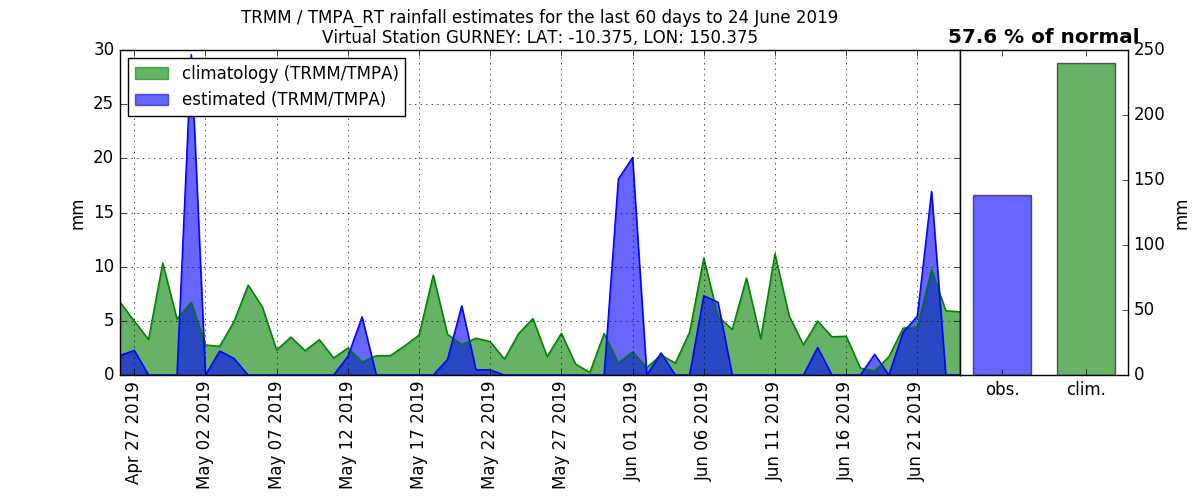 TRMM / TMPA_RT rainfall estimates for the last 60 days to 24 June 2019
Virtual Station GURNEY: LAT: -10.375, LON: 150.375
57.6 % of normal
climatology (TRMM/TMPA)
estimated (TRMM/TMPA)
mm
30
25
20
15
10
5
0
Apr 27 2019
May 02 2019
May 07 2019
May 12 2019
May 17 2019
May 22 2019
May 27 2019
Jun 01 2019
Jun 06 2019
Jun 11 2019
Jun 16 2019
Jun 21 2019
250
200
150
100
50
0
mm
obs.
clim.